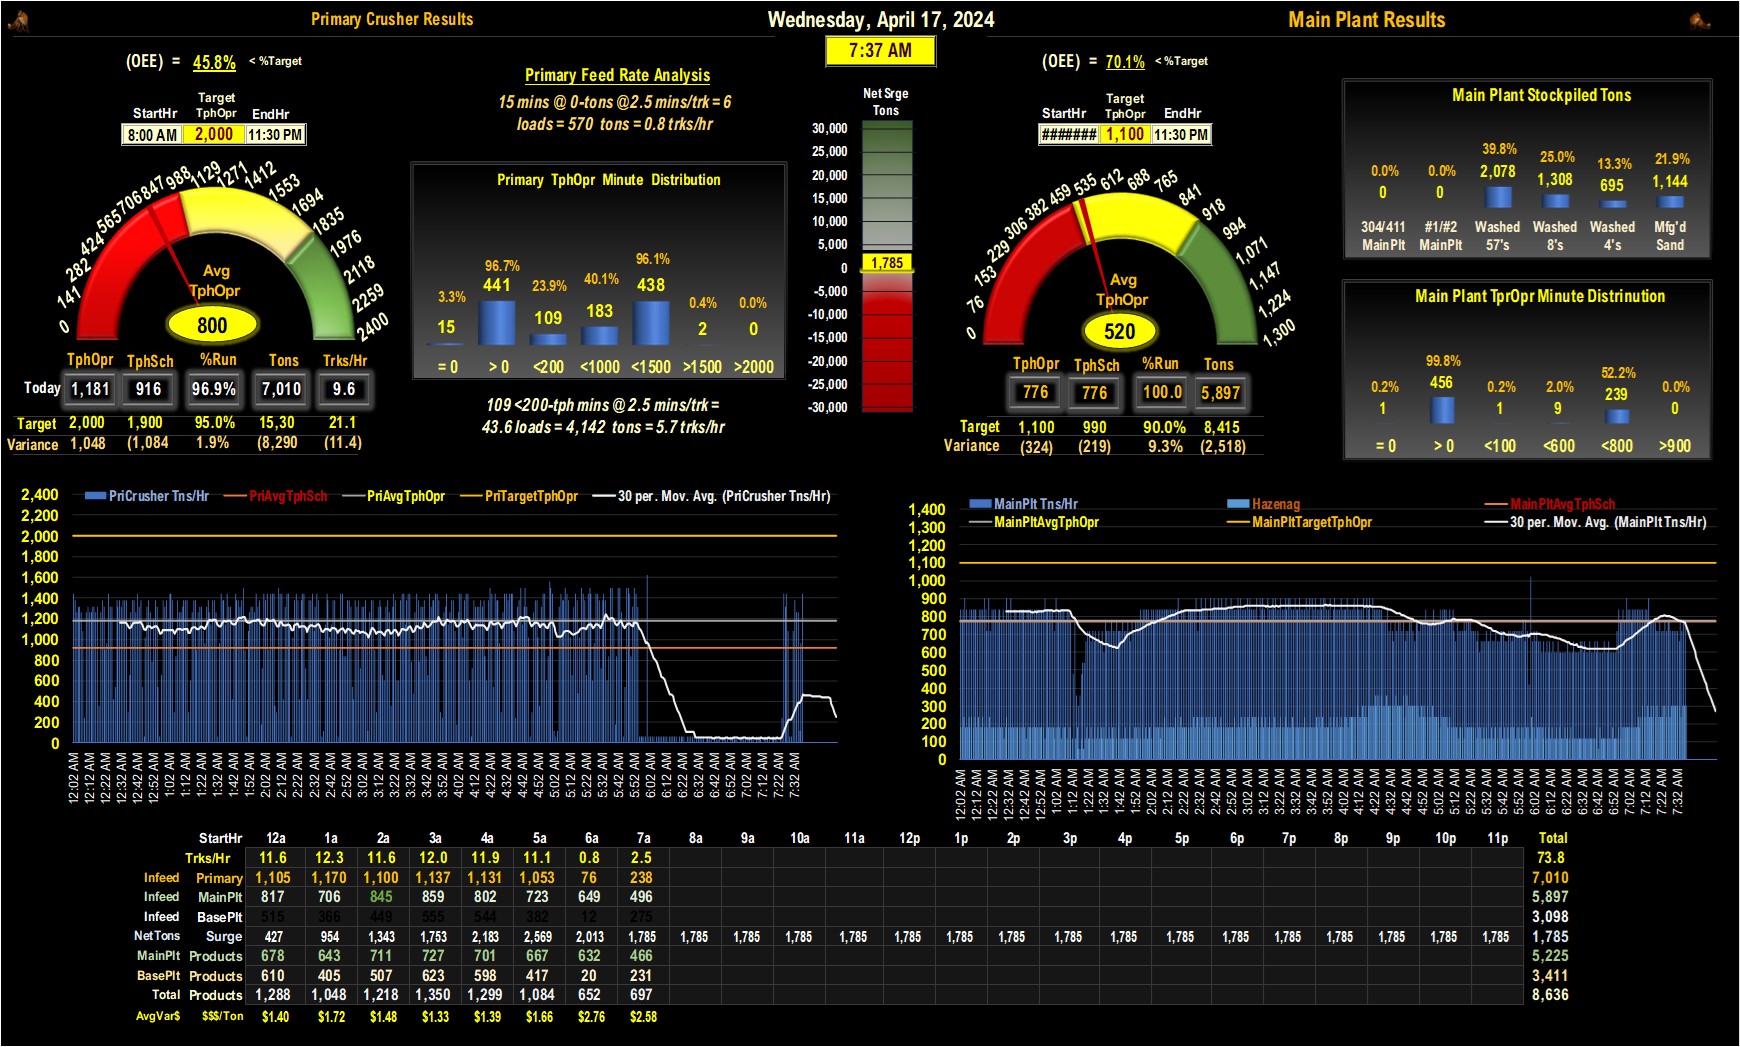 Primary Crusher Results
Wednesday, April 17, 2024
Main Plant Results
7:37 AM
(OEE) = 45.8% < %Target
StartHr Target TphOpr EndHr
8:00 AM 2,000 11:30 PM
0 141 282 424 565 706 847 988 1129 1271 1412 1553 1694 1835 1976 2118 2259 2400
Avg
TphOpr
800
TphOpr TphSch %Run Tons Trks/Hr
Today 1,181 916 96.9% 7,010 9.6
Target 2,000 1,900 95.0% 15,30 21.1
Variance 1,048 (1,084 1.9% (8,290) (11.4)
Primary Feed Rate Analysis
15 mins @ 0-tons @2.5 mins/trk = 6
loads = 570 tons = 0.8 trks/hr
Primary TphOpr Minute Distribution
3.3% 96.7% 23.9% 40.1% 96.1% 0.4% 0.0%
15 441 109 183 438 2 0
= 0 > 0 <200 <1000 <1500 >1500 >2000
109 <200-tph mins @ 2.5 mins/trk =
43.6 loads = 4,142 tons = 5.7 trks/hr
Net Srge
Tons
30,000
25,000
20,000
15,000
10,000
5,000
0
-5,000
-10,000
-15,000
-20,000
-25,000
-30,000
1,785
(OEE) = 70.1% < %Target
StartHr Target TphOpr EndHr
####### 1,100 11:30 PM
0 76 153 229 306 382 459 535 612 688 765 841 918 994 1,071 1,147 1,224 1,300
Avg
TphOpr
520
TphOpr TphSch %Run Tons
776 776 100.0 5,897
Target 1,100 990 90.0% 8,415
Variance (324) (219) 9.3% (2,518)
Main Plant Stockpiled Tons
0.0% 0.0% 39.8% 25.0% 13.3% 21.9%
0 0 2,078 1,308 695 1,144
304/411 #1/#2 Washed Washed Washed Mfg'd
MainPlt MainPlt 57's 8's 4's Sand
Main Plant TprOpr Minute Distrinution
0.2% 99.8% 0.2% 2.0% 52.2% 0.0%
1 456 1 9 239 0
= 0 > 0 <100 <600 <800 >900
PriCrusher Tns/Hr PriAvgTphSch PriAvgTphOpr PriTargetTphOpr 30 per. Mov. Avg. (PriCrusher Tns/Hr)
2,400
2,200
2,000
1,800
1,600
1,400
1,200
1,000
800
600
400
200
0
12:02 AM 12:12 AM 12:22 AM 12:32 AM 12:42 AM 12:52 AM 1:02 AM 1:12 AM 1:22 AM 1:32 AM 1:42 AM 1:52 AM 2:02 AM 2:12 AM 2:22 AM 2:32 AM 2:42 AM 2:52 AM 3:02 AM 3:12 AM 3:22 AM 3:32 AM 3:42 AM 3:52 AM 4:02 AM 4:12 AM 4:22 AM 4:32 AM 4:42 AM 4:52 AM 5:02 AM 5:12 AM 5:22 AM 5:32 AM 5:42 AM 5:52 AM 6:02 AM 6:12 AM 6:22 AM 6:32 AM 6:42 AM 6:52 AM 7:02 AM 7:12 AM 7:22 AM 7:32 AM
MainPlt Tns/Hr Hazenag MainPltAvgTphSch
MainPltAvgTphOpr MainPltTargetTphOpr 30 per. Mov. Avg. (MainPlt Tns/Hr)
1,400
1,300
1,200
1,100
1,000
900
800
700
600
500
400
300
200
100
0
12:02 AM 12:12 AM 12:22 AM 12:32 AM 12:42 AM 12:52 AM 1:02 AM 1:12 AM 1:22 AM 1:32 AM 1:42 AM 1:52 AM 2:02 AM 2:12 AM 2:22 AM 2:32 AM 2:42 AM 2:52 AM 3:02 AM 3:12 AM 3:22 AM 3:32 AM 3:42 AM 3:52 AM 4:02 AM 4:12 AM 4:22 AM 4:32 AM 4:42 AM 4:52 AM 5:02 AM 5:12 AM 5:22 AM 5:32 AM 5:42 AM 5:52 AM 6:02 AM 6:12 AM 6:22 AM 6:32 AM 6:42 AM 6:52 AM 7:02 AM 7:12 AM 7:22 AM 7:32 AM
StartHr 12a 1a 2a 3a 4a 5a 6a 7a 8a 9a 10a 11a 12p 1p 2p 3p 4p 5p 6p 7p 8p 9p 10p 11p Total
Trks/Hr 11.6 12.3 11.6 12.0 11.9 11.1 0.8 2.5 73.8
Infeed Primary 1,105 1,170 1,100 1,137 1,131 1,053 76 238 7,010
Infeed MainPlt 817 706 845 859 802 723 649 496 5,897
Infeed BasePlt 515 366 449 555 544 382 12 275 3,098
NetTons Surge 427 954 1,343 1,753 2,183 2,569 2,013 1,785 1,785 1,785 1,785 1,785 1,785 1,785 1,785 1,785 1,785 1,785 1,785 1,785 1,785 1,785 1,785 1,785 1,785
MainPlt Products 678 643 711 727 701 667 632 466 5,225
BasePlt Products 610 405 507 623 598 417 20 231 3,411
Total Products 1,288 1,048 1,218 1,350 1,299 1,084 652 697 8,636
AvgVar$ $$$/Ton $1.40 $1.72 $1.48 $1.33 $1.39 $1.66 $2.76 $2.58